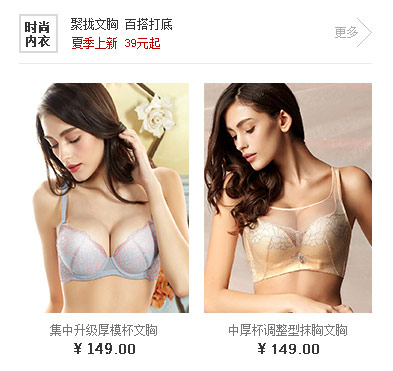 时尚
内衣
聚拢文胸 百搭打底
夏季上新 39元起
更多
集中升级厚模杯文胸
¥ 149.00
中厚杯调整型抹胸文胸
¥ 149.00